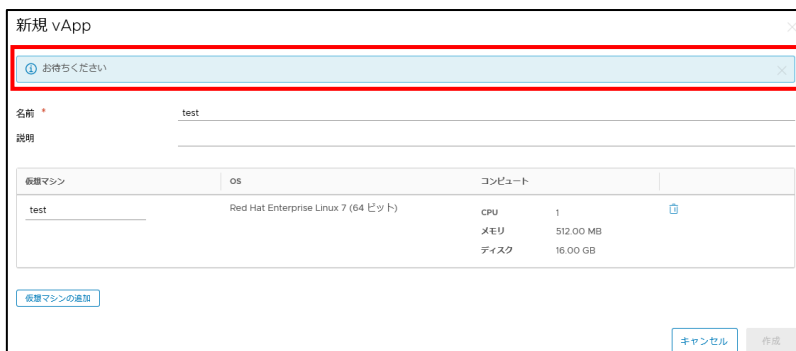 新規 vApp
お待ちください
名前 *
test
説明
仮想マシン OS コンピュート
test Red Hat Enterprise Linux 7 (64 ビット) CPU 1
メモリ 512.00 MB
ディスク 16.00 GB
仮想マシンの追加
キャンセル 作成